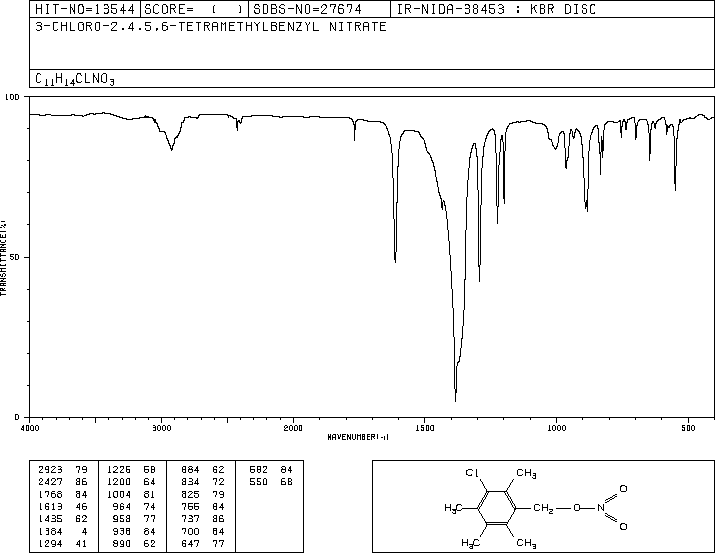 HIT-NO=13544 SCORE= ( ) SDBS-NO=27674 IR-NIDA-38453 : KBR DISC
3-CHLORO-2,4,5,6-TETRAMETHYLBENZYL NITRATE
C11H14CLNO3
100
50
0
TRANSMITTANCE(%)
4000 3000 2000 1500 1000 500
WAVENUMBER(-1)
2923 79 1225 58 884 62 582 84
2427 86 1200 64 834 72 550 68
1768 84 1004 81 825 79
1613 46 964 74 755 84
1435 62 958 77 737 86
1384 4 938 84 700 84
1294 41 890 62 647 77
Cl CH3
O
H3C CH2 O N
O
H3C CH3